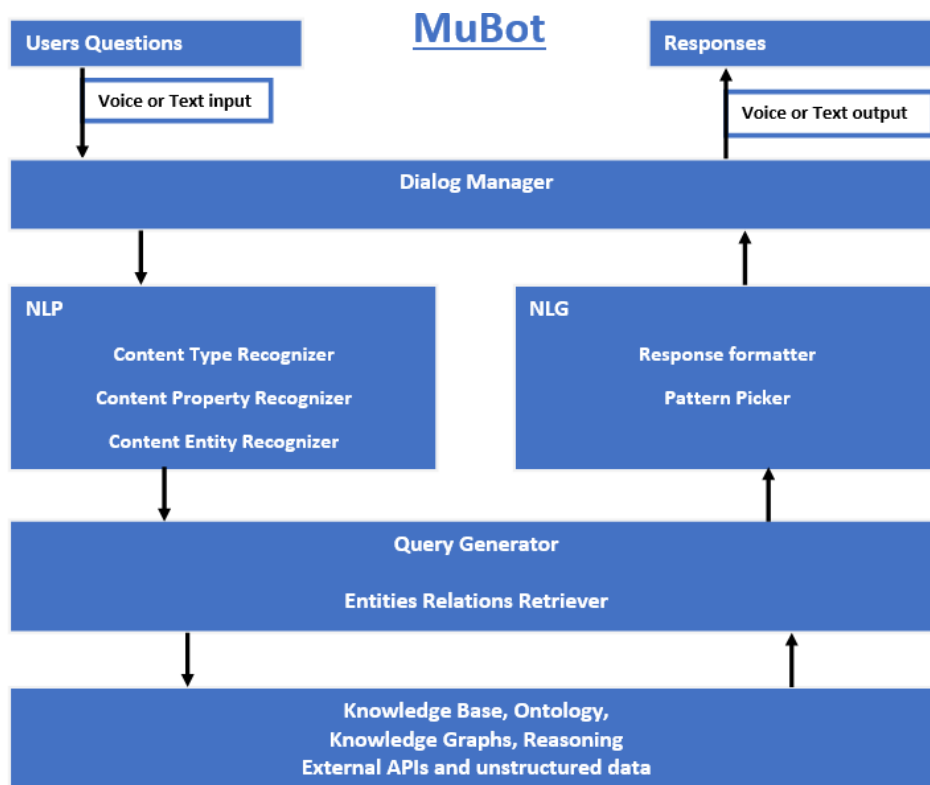 MuBot
Users Questions
Responses
Voice or Text input
Voice or Text output
Dialog Manager
NLP
Content Type Recognizer
Content Property Recognizer
Content Entity Recognizer
NLG
Response formatter
Pattern Picker
Query Generator
Entities Relations Retriever
Knowledge Base, Ontology,
Knowledge Graphs, Reasoning
External APIs and unstructured data